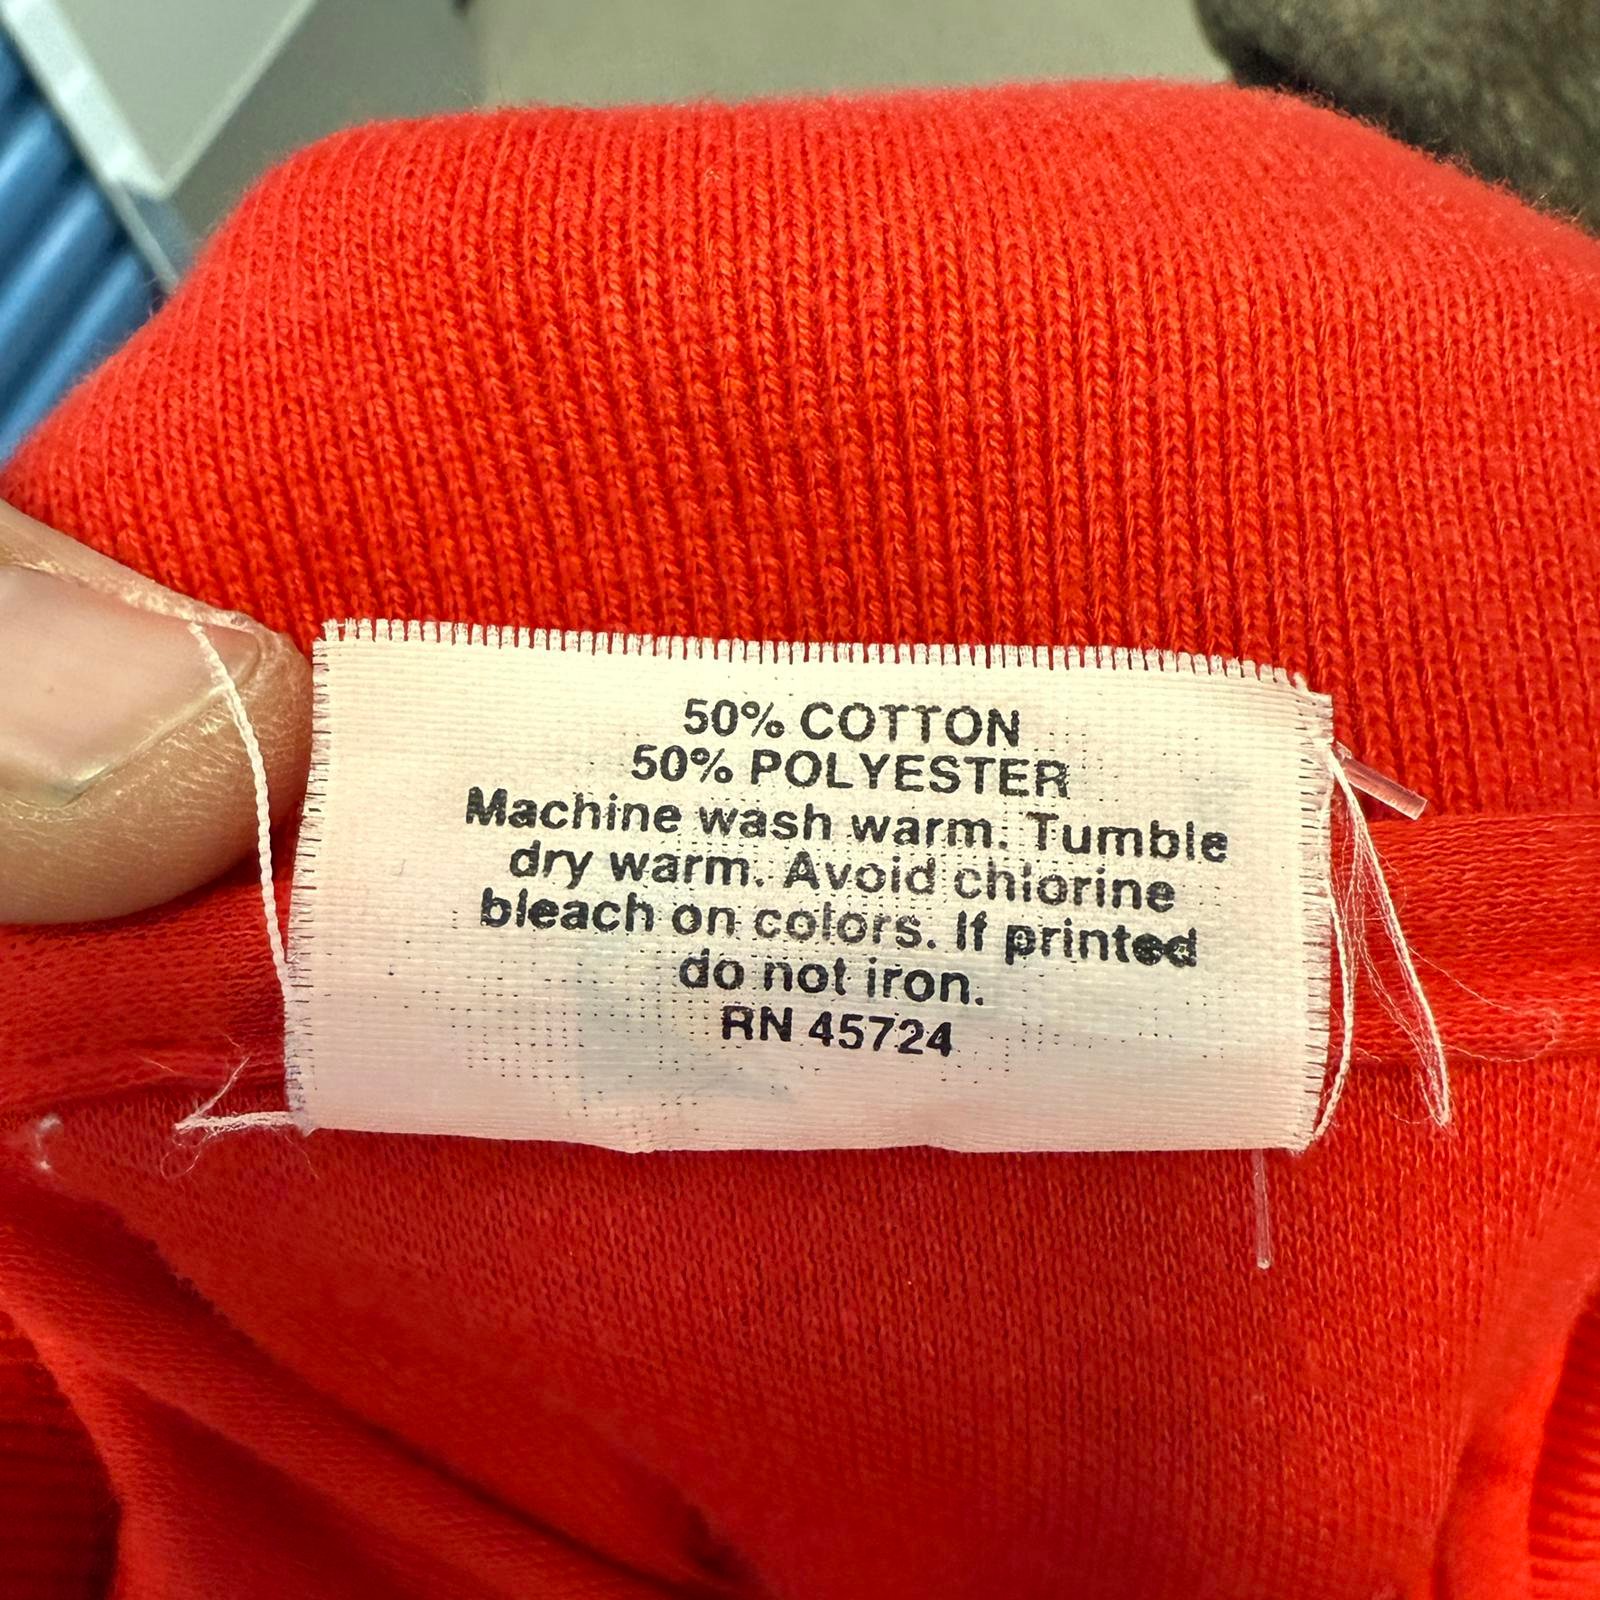 50% COTTON
50% POLYESTER
Machine wash warm. Tumble
dry warm. Avoid chlorine
bleach on colors. If printed
do not iron.
RN 45724